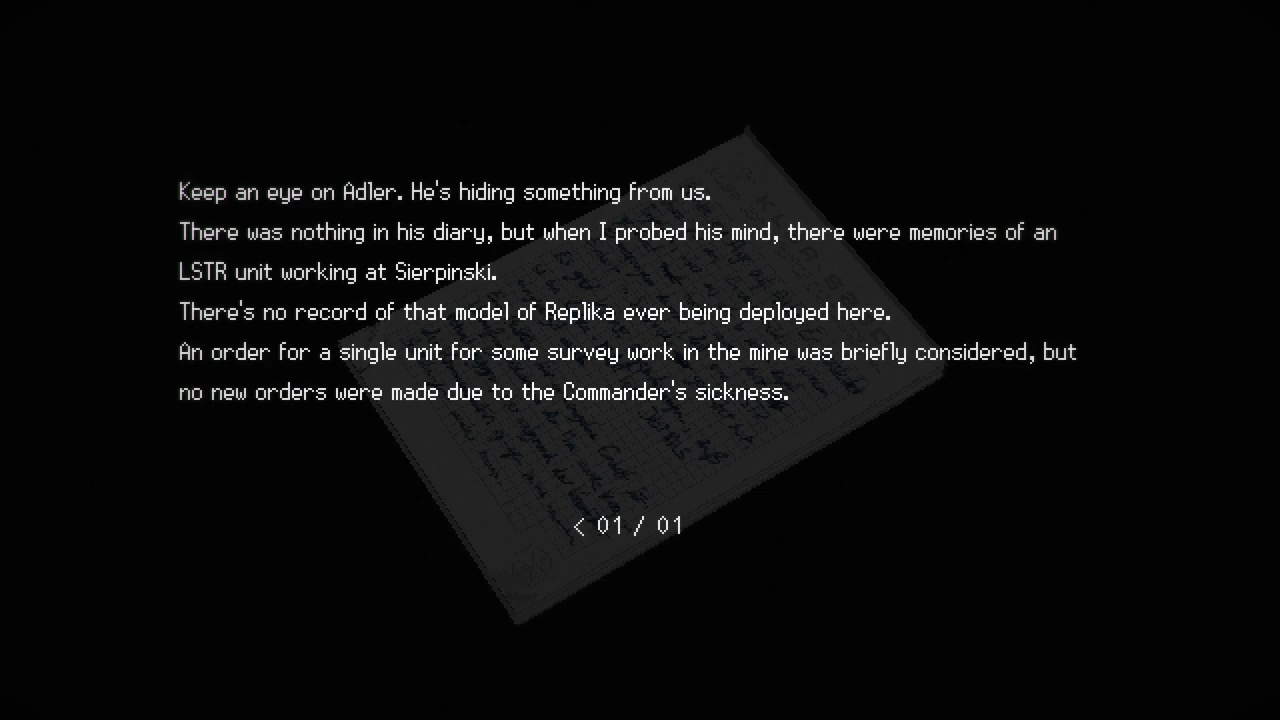 Keep an eye on Adler. He's hiding something from us.
There was nothing in his diary, but when I probed his mind, there were memories of an
LSTR unit working at Sierpinski.
There's no record of that model of Replika ever being deployed here.
An order for a single unit for some survey work in the mine was briefly considered, but
no new orders were made due to the Commander's sickness.
< 01 / 01